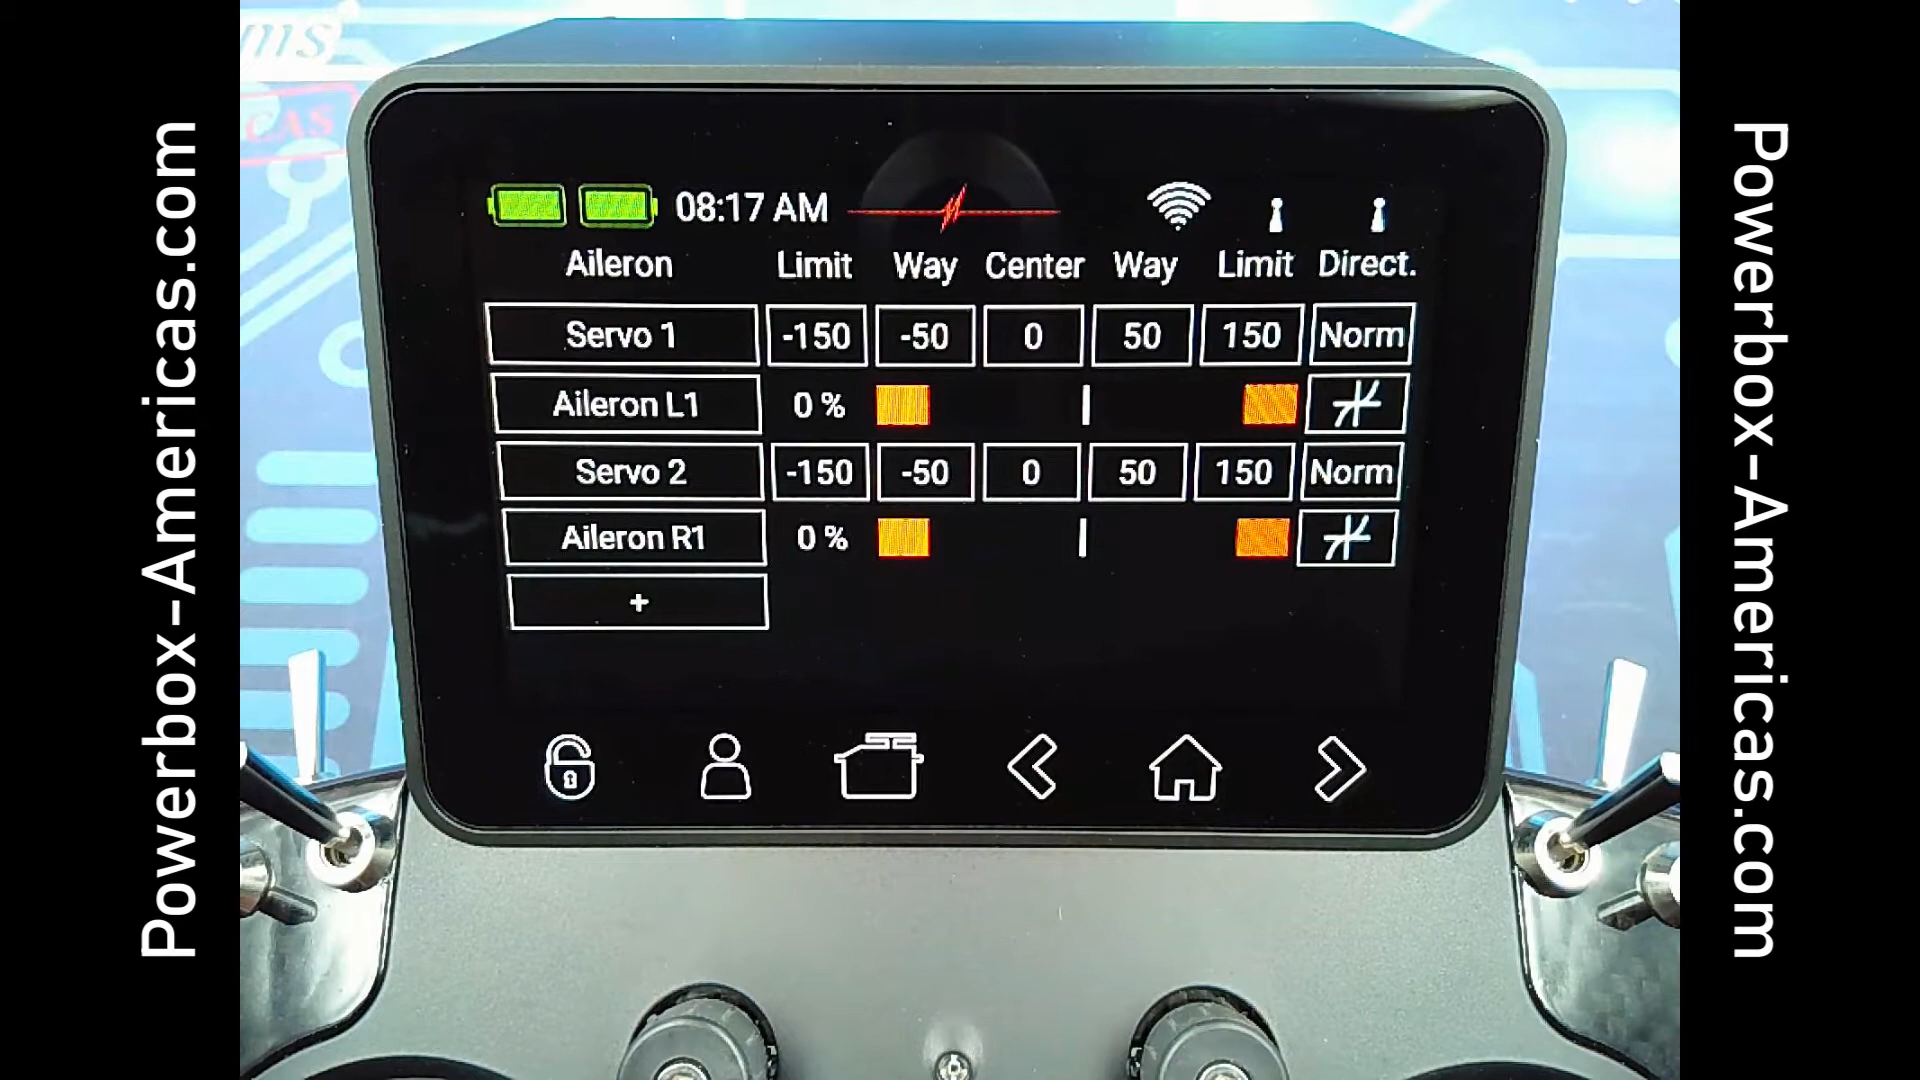 Powerbox-Americas.com
ms
CAS
08:17 AM
Aileron Limit Way Center Way Limit Direct.
Servo 1 -150 -50 0 50 150 Norm
Aileron L1 0 %
Servo 2 -150 -50 0 50 150 Norm
Aileron R1 0 %
+
Powerbox-Americas.com